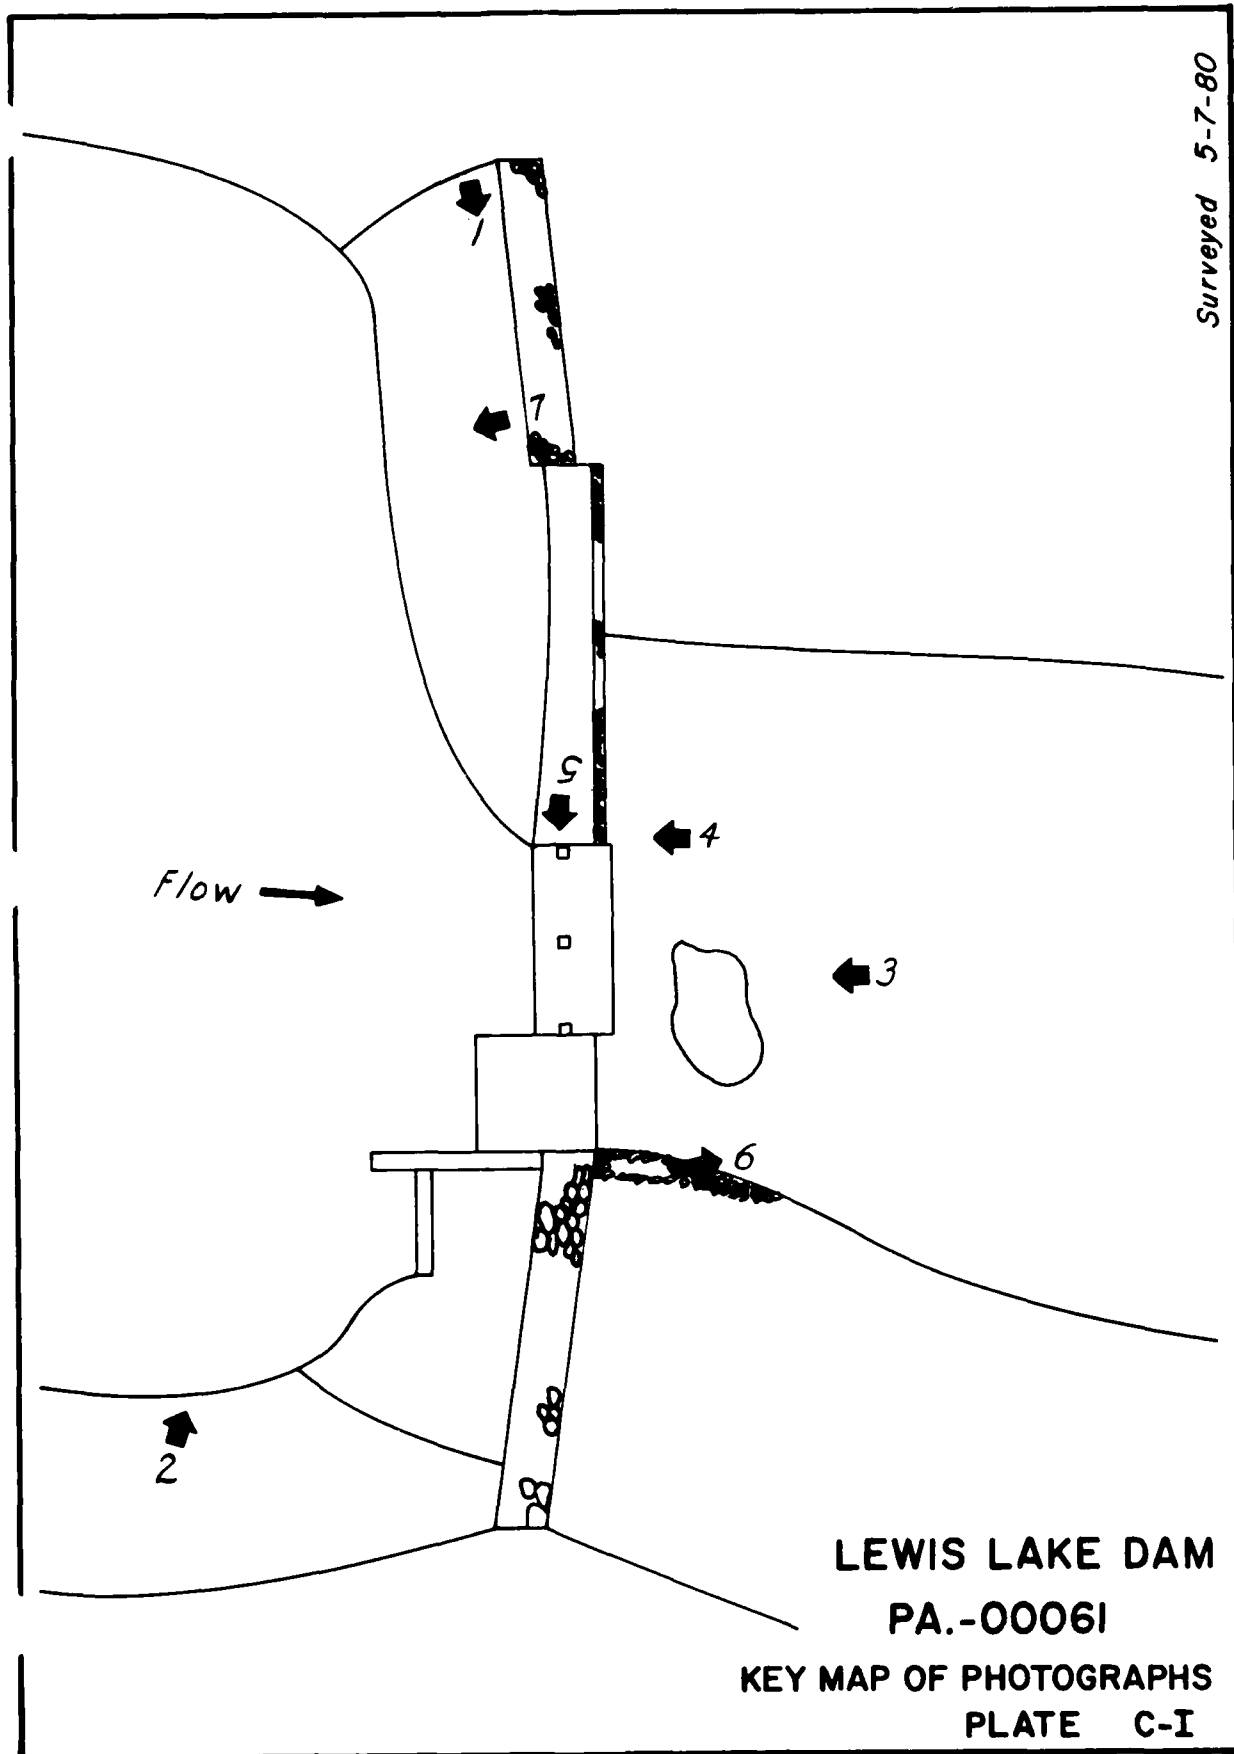 Surveyed 5-7-80
1
7
5
4
Flow
3
6
2
LEWIS LAKE DAM
PA.-00061
KEY MAP OF PHOTOGRAPHS
PLATE C-I